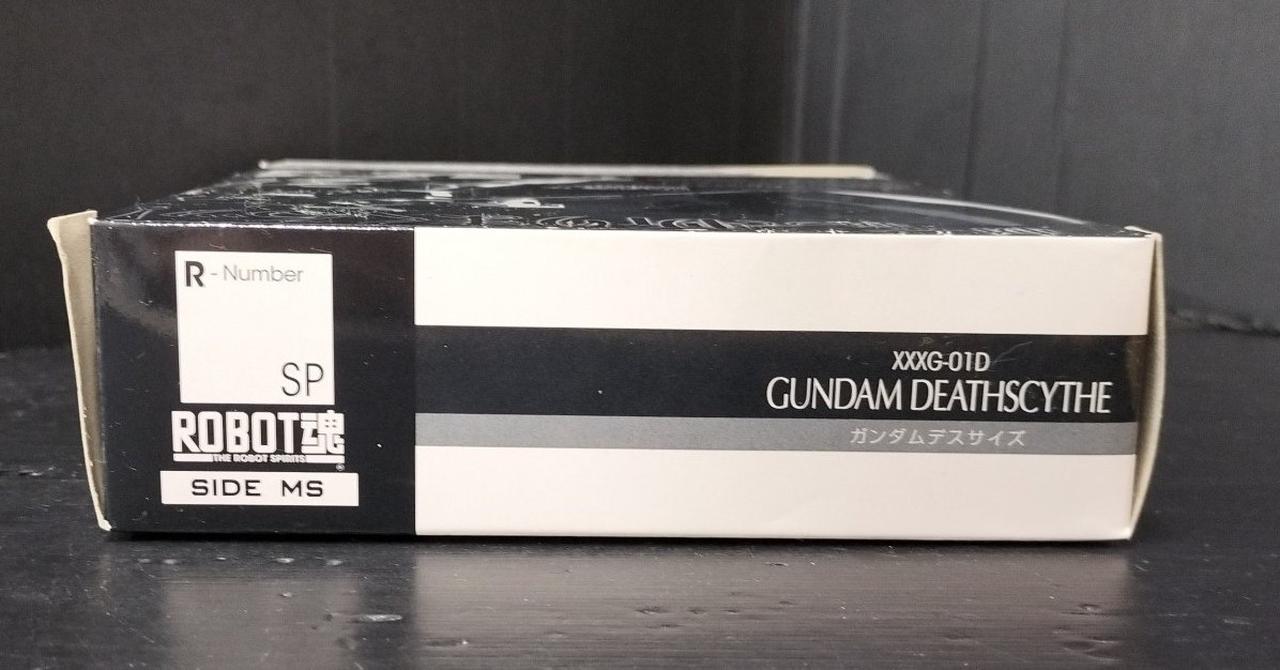 R - Number
SP
ROBOT魂
THE ROBOT SPIRITS
SIDE MS
XXXG-01D
GUNDAM DEATHSCYTHE
ガンダムデスサイズ